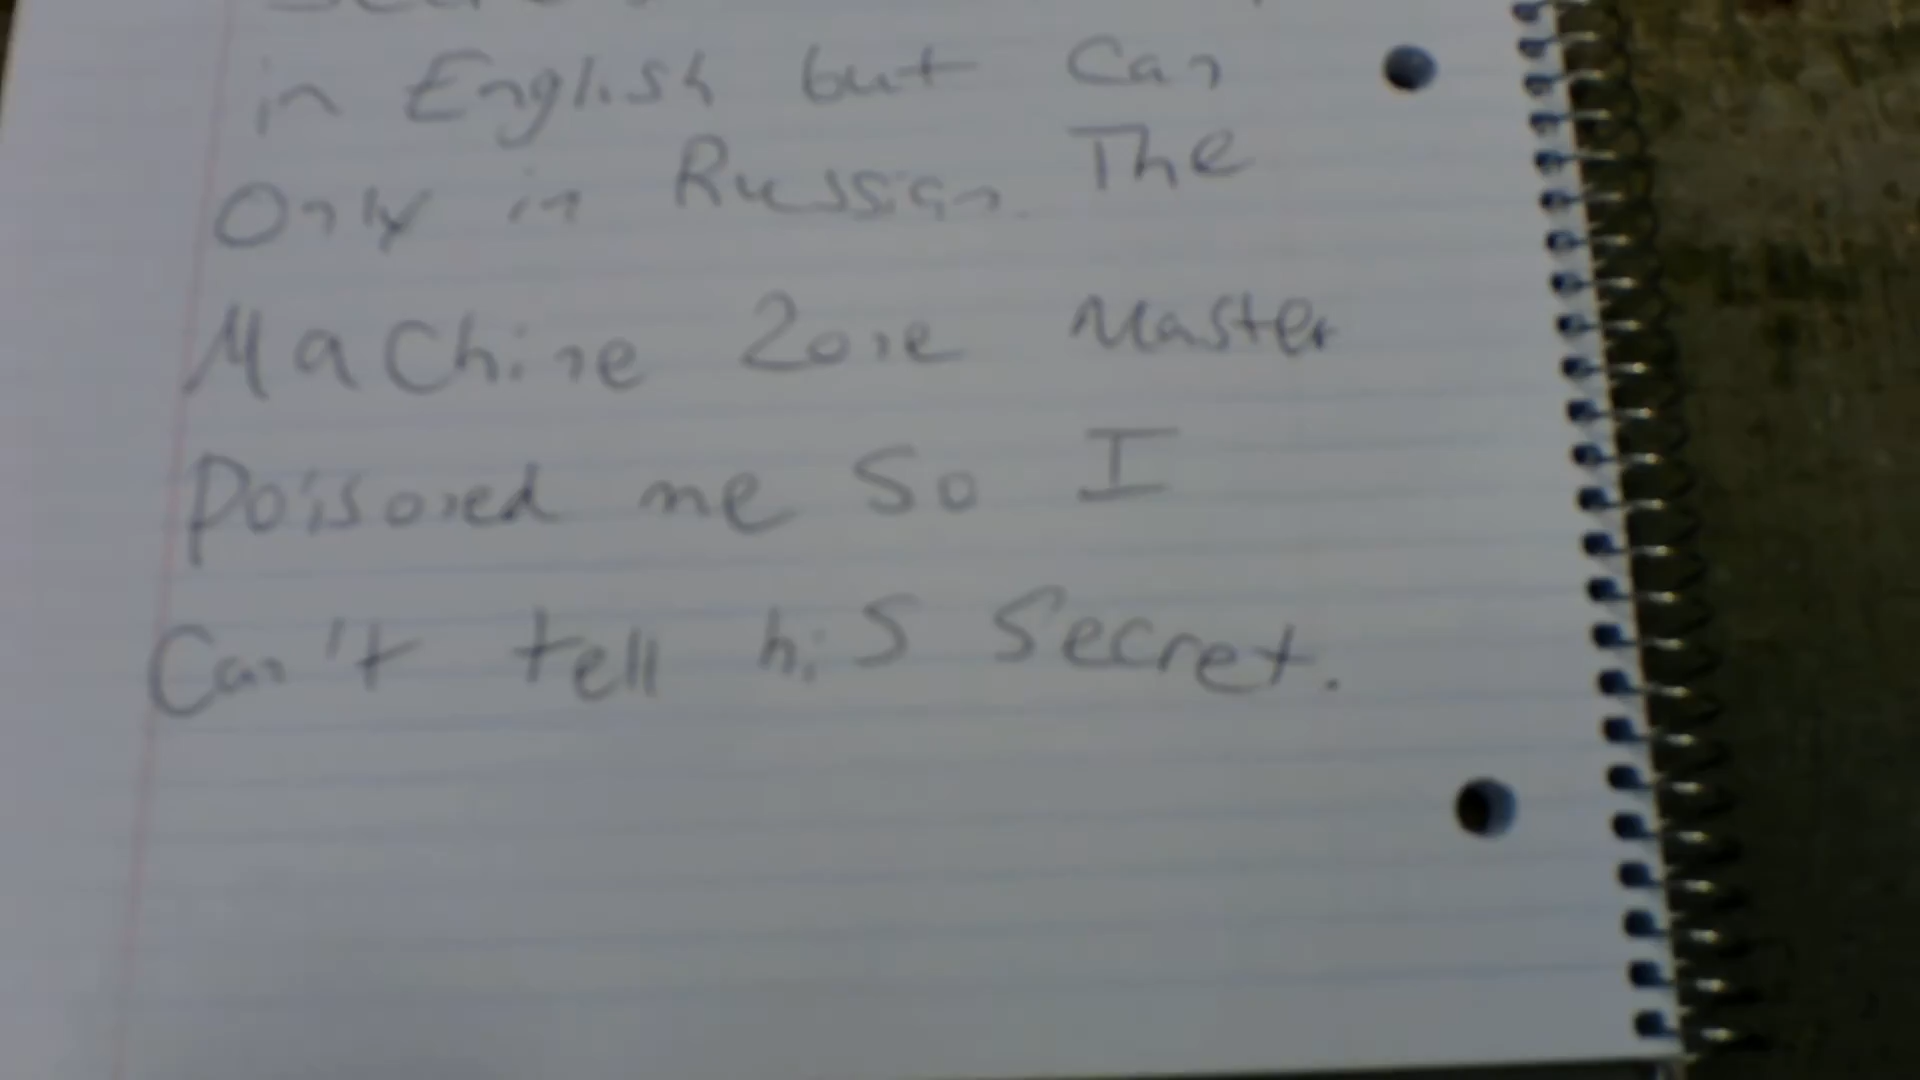 in English but can
only in Russian. The
Machine Zone Master
Poisoned me So I
Can't tell his Secret.